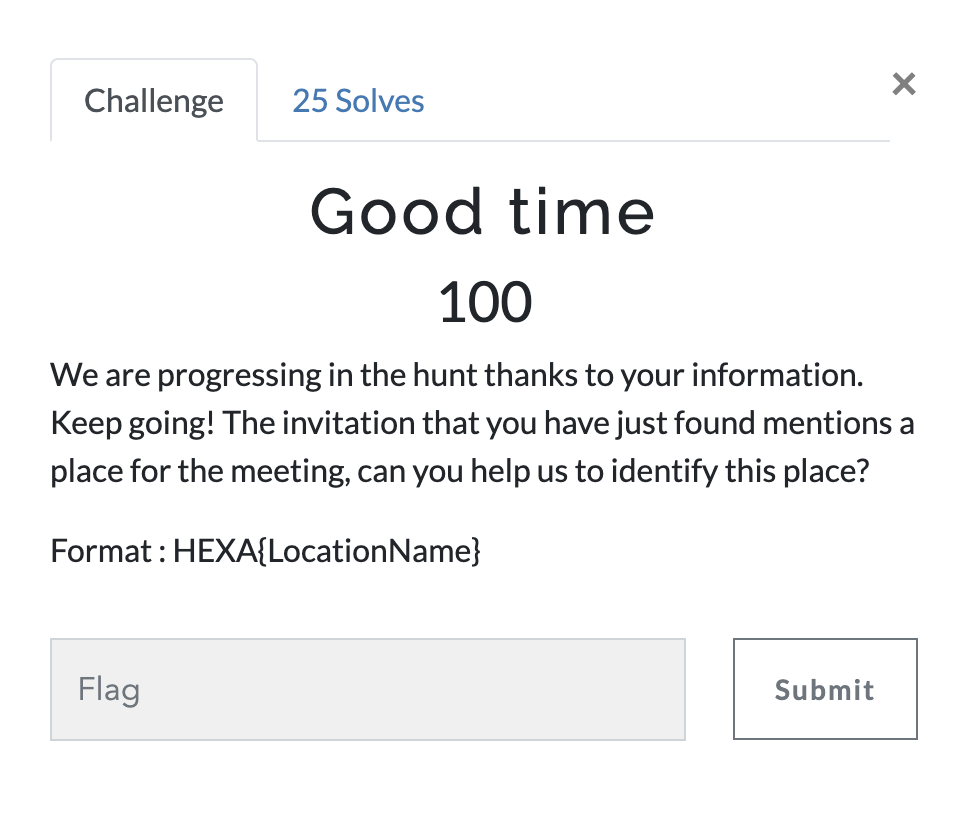 Challenge
25 Solves
×
Good time
100
We are progressing in the hunt thanks to your information.
Keep going! The invitation that you have just found mentions a
place for the meeting, can you help us to identify this place?
Format : HEXA{LocationName}
Flag
Submit